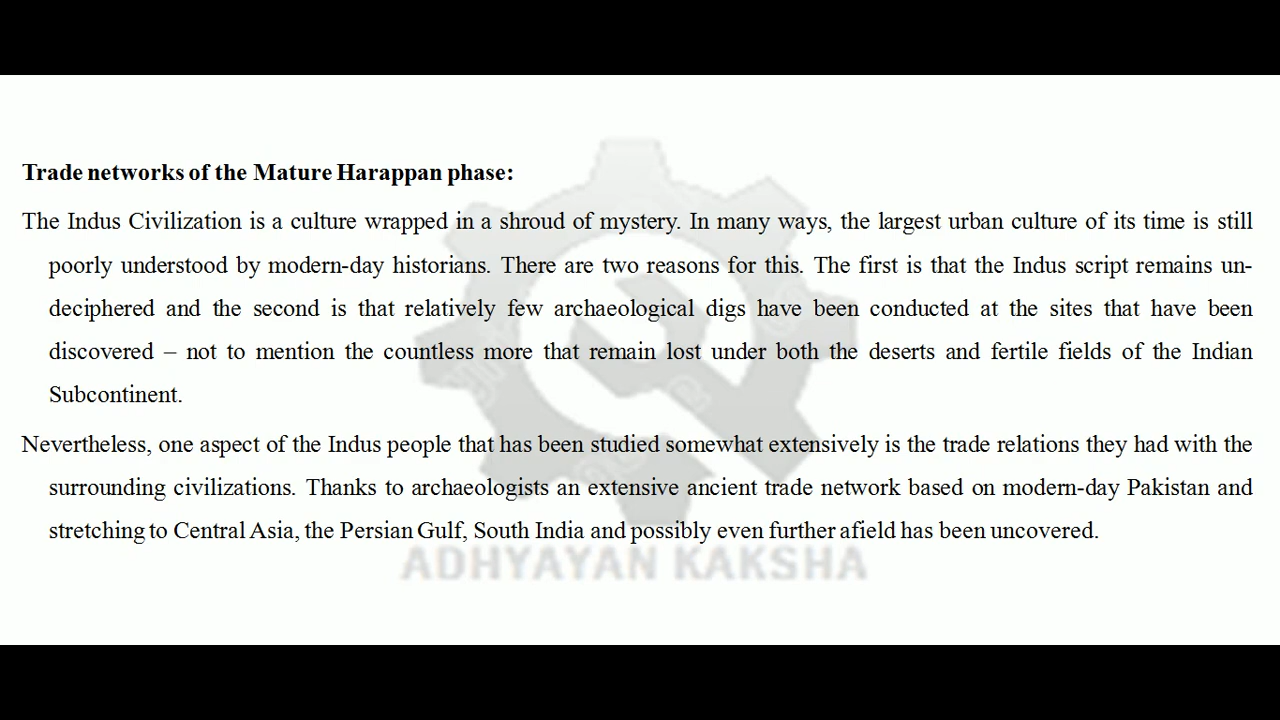 Trade networks of the Mature Harappan phase:
The Indus Civilization is a culture wrapped in a shroud of mystery. In many ways, the largest urban culture of its time is still
poorly understood by modern-day historians. There are two reasons for this. The first is that the Indus script remains un-
deciphered and the second is that relatively few archaeological digs have been conducted at the sites that have been
discovered – not to mention the countless more that remain lost under both the deserts and fertile fields of the Indian
Subcontinent.
Nevertheless, one aspect of the Indus people that has been studied somewhat extensively is the trade relations they had with the
surrounding civilizations. Thanks to archaeologists an extensive ancient trade network based on modern-day Pakistan and
stretching to Central Asia, the Persian Gulf, South India and possibly even further afield has been uncovered.
ADHYAYAN KAKSHA